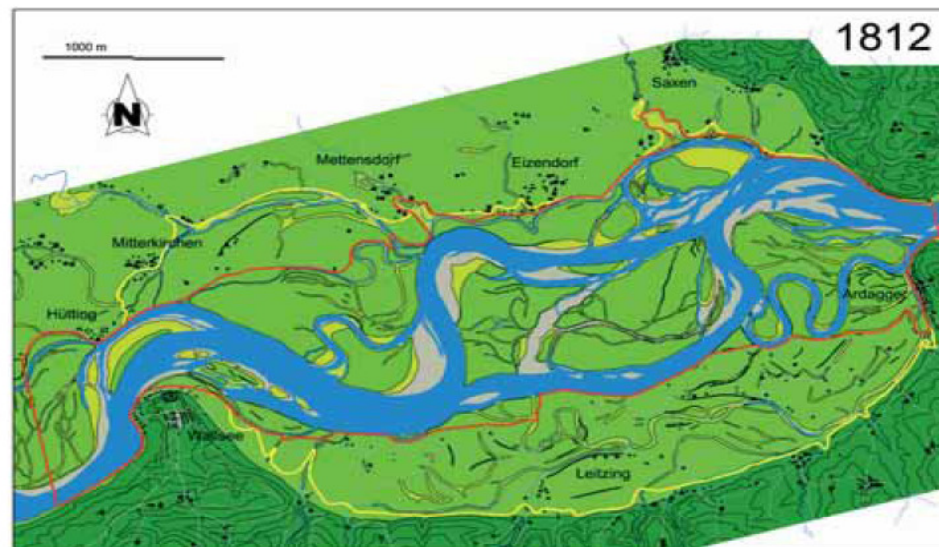 1812
1000 m
N
Saxen
Mettensdorf
Eizendorf
Mitterkirchen
Hütting
Ardagger
Wallsee
Leitzing